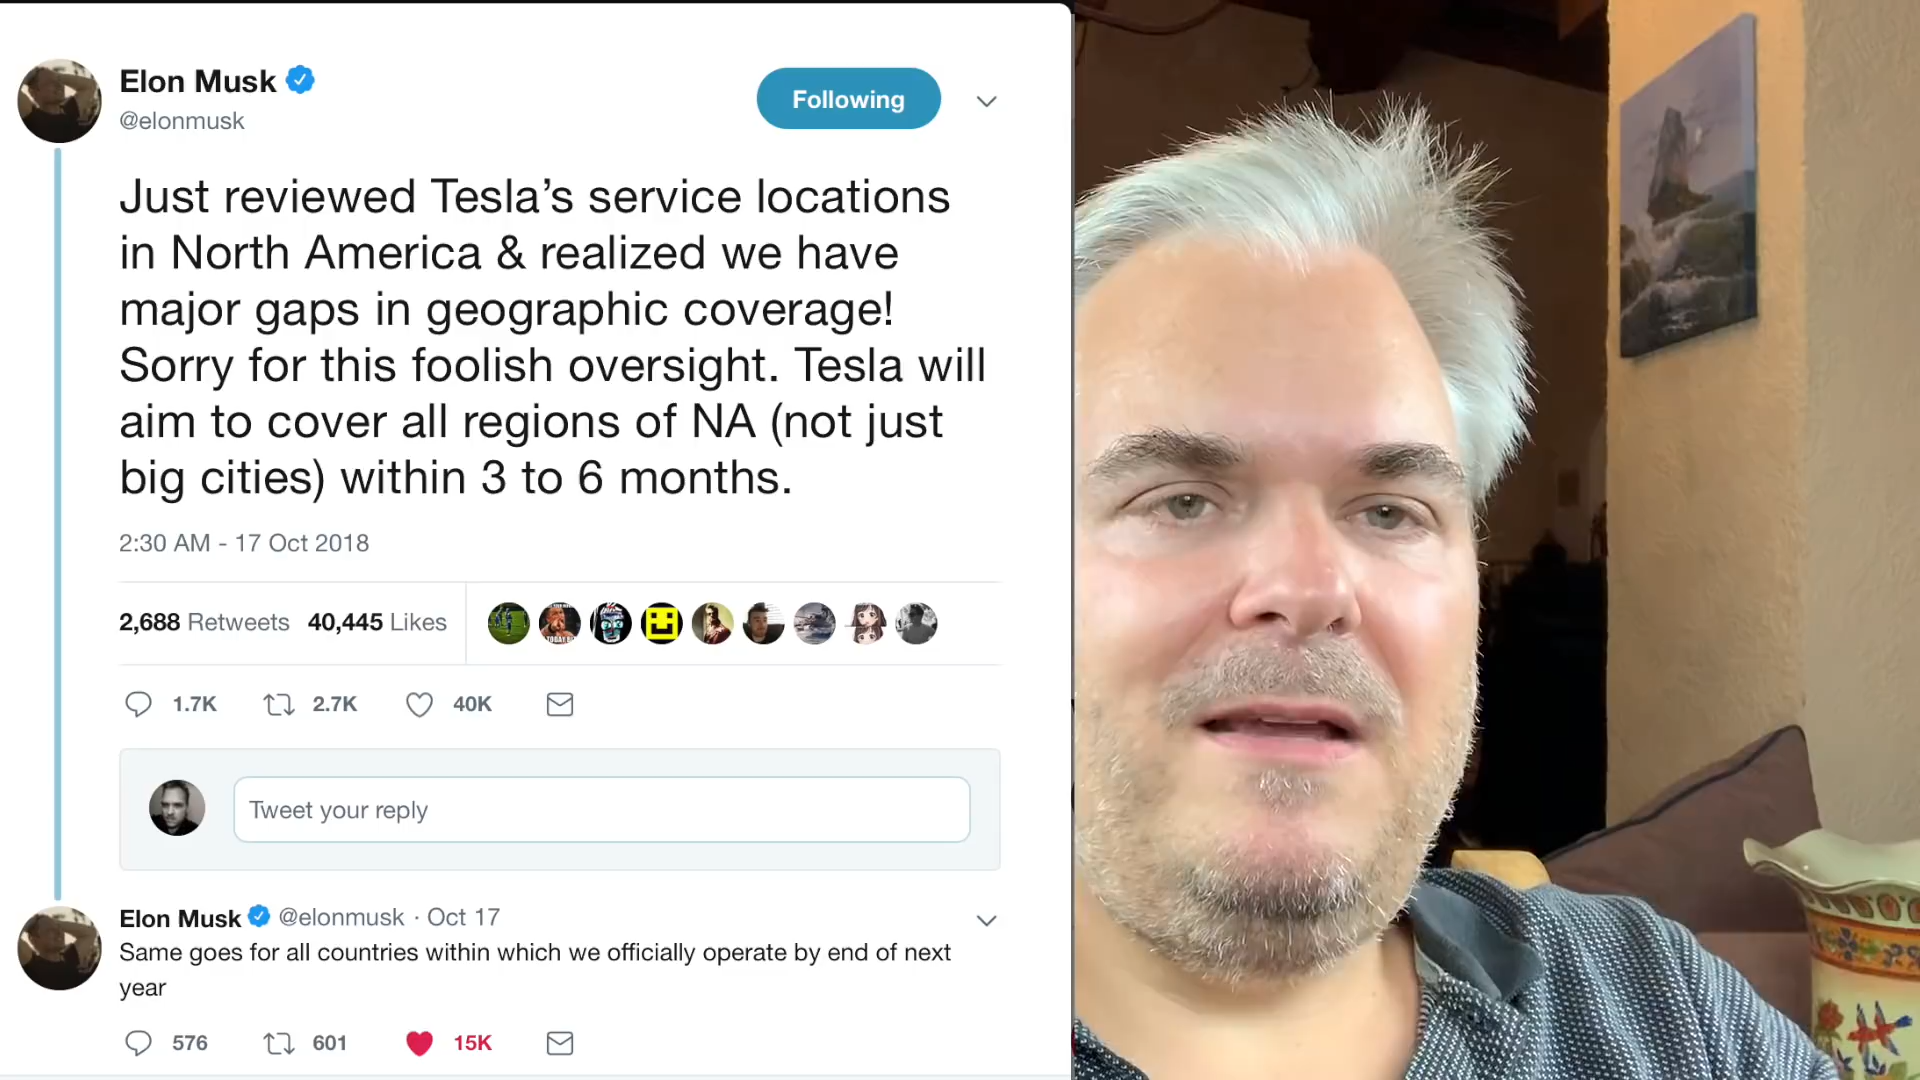 Elon Musk
@elonmusk
Following
Just reviewed Tesla’s service locations
in North America & realized we have
major gaps in geographic coverage!
Sorry for this foolish oversight. Tesla will
aim to cover all regions of NA (not just
big cities) within 3 to 6 months.
2:30 AM - 17 Oct 2018
2,688 Retweets 40,445 Likes
1.7K 2.7K 40K
Tweet your reply
Elon Musk @elonmusk · Oct 17
Same goes for all countries within which we officially operate by end of next
year
576 601 15K